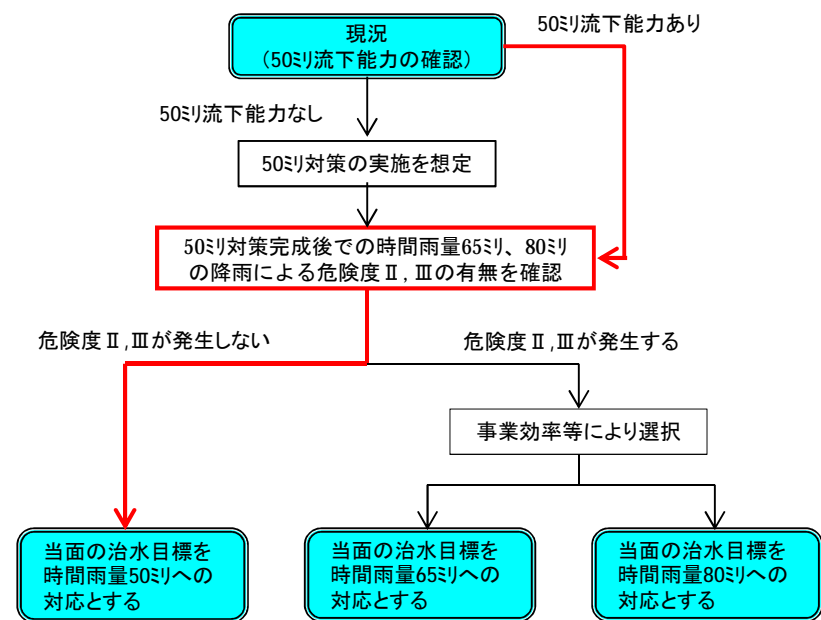 現況
（50ﾐﾘ流下能力の確認）
50ﾐﾘ流下能力あり
50ﾐﾘ流下能力なし
50ﾐﾘ対策の実施を想定
50ﾐﾘ対策完成後での時間雨量65ﾐﾘ、80ﾐﾘ
の降雨による危険度Ⅱ,Ⅲの有無を確認
危険度Ⅱ,Ⅲが発生しない
危険度Ⅱ,Ⅲが発生する
事業効率等により選択
当面の治水目標を
時間雨量50ﾐﾘへの
対応とする
当面の治水目標を
時間雨量65ﾐﾘへの
対応とする
当面の治水目標を
時間雨量80ﾐﾘへの
対応とする